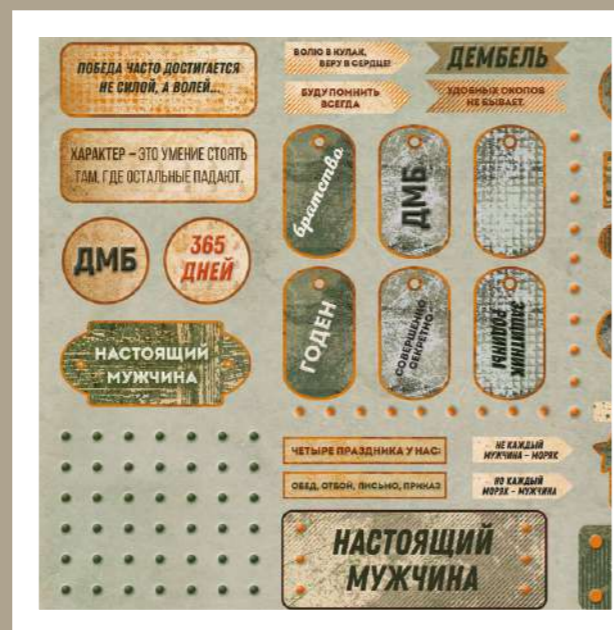 ПОБЕДА ЧАСТО ДОСТИГАЕТСЯ
НЕ СИЛОЙ, А ВОЛЕЙ...
ХАРАКТЕР – ЭТО УМЕНИЕ СТОЯТЬ
ТАМ, ГДЕ ОСТАЛЬНЫЕ ПАДАЮТ.
ДМБ
365
ДНЕЙ
НАСТОЯЩИЙ
МУЖЧИНА
ВОЛЮ В КУЛАК,
ВЕРУ В СЕРДЦЕ!
БУДУ ПОМНИТЬ
ВСЕГДА
ДЕМБЕЛЬ
УДОБНЫХ ОКОПОВ
НЕ БЫВАЕТ.
братство
ДМБ
ГОДЕН
СОВЕРШЕННО
СЕКРЕТНО
ЗАЩИТНИК
РОДИНЫ
ЧЕТЫРЕ ПРАЗДНИКА У НАС:
ОБЕД, ОТБОЙ, ПИСЬМО, ПРИКАЗ
НЕ КАЖДЫЙ
МУЖЧИНА – МОРЯК
НО КАЖДЫЙ
МОРЯК – МУЖЧИНА
НАСТОЯЩИЙ
МУЖЧИНА